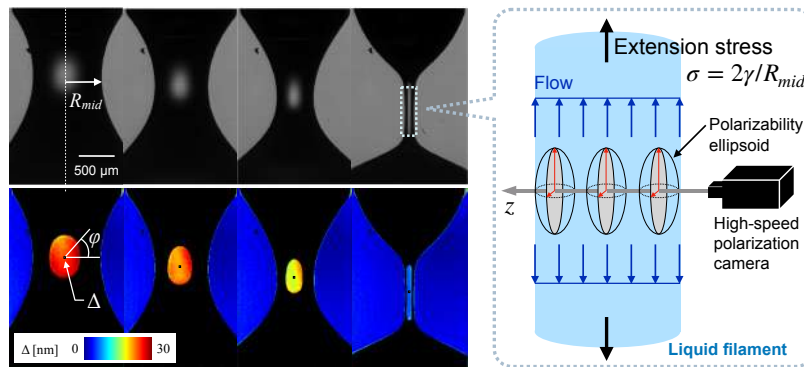 R_mid
500 μm
φ
Δ
Δ [nm] 0 30
Extension stress
σ = 2γ/R_mid
Flow
Polarizability
ellipsoid
z
High-speed
polarization
camera
Liquid filament